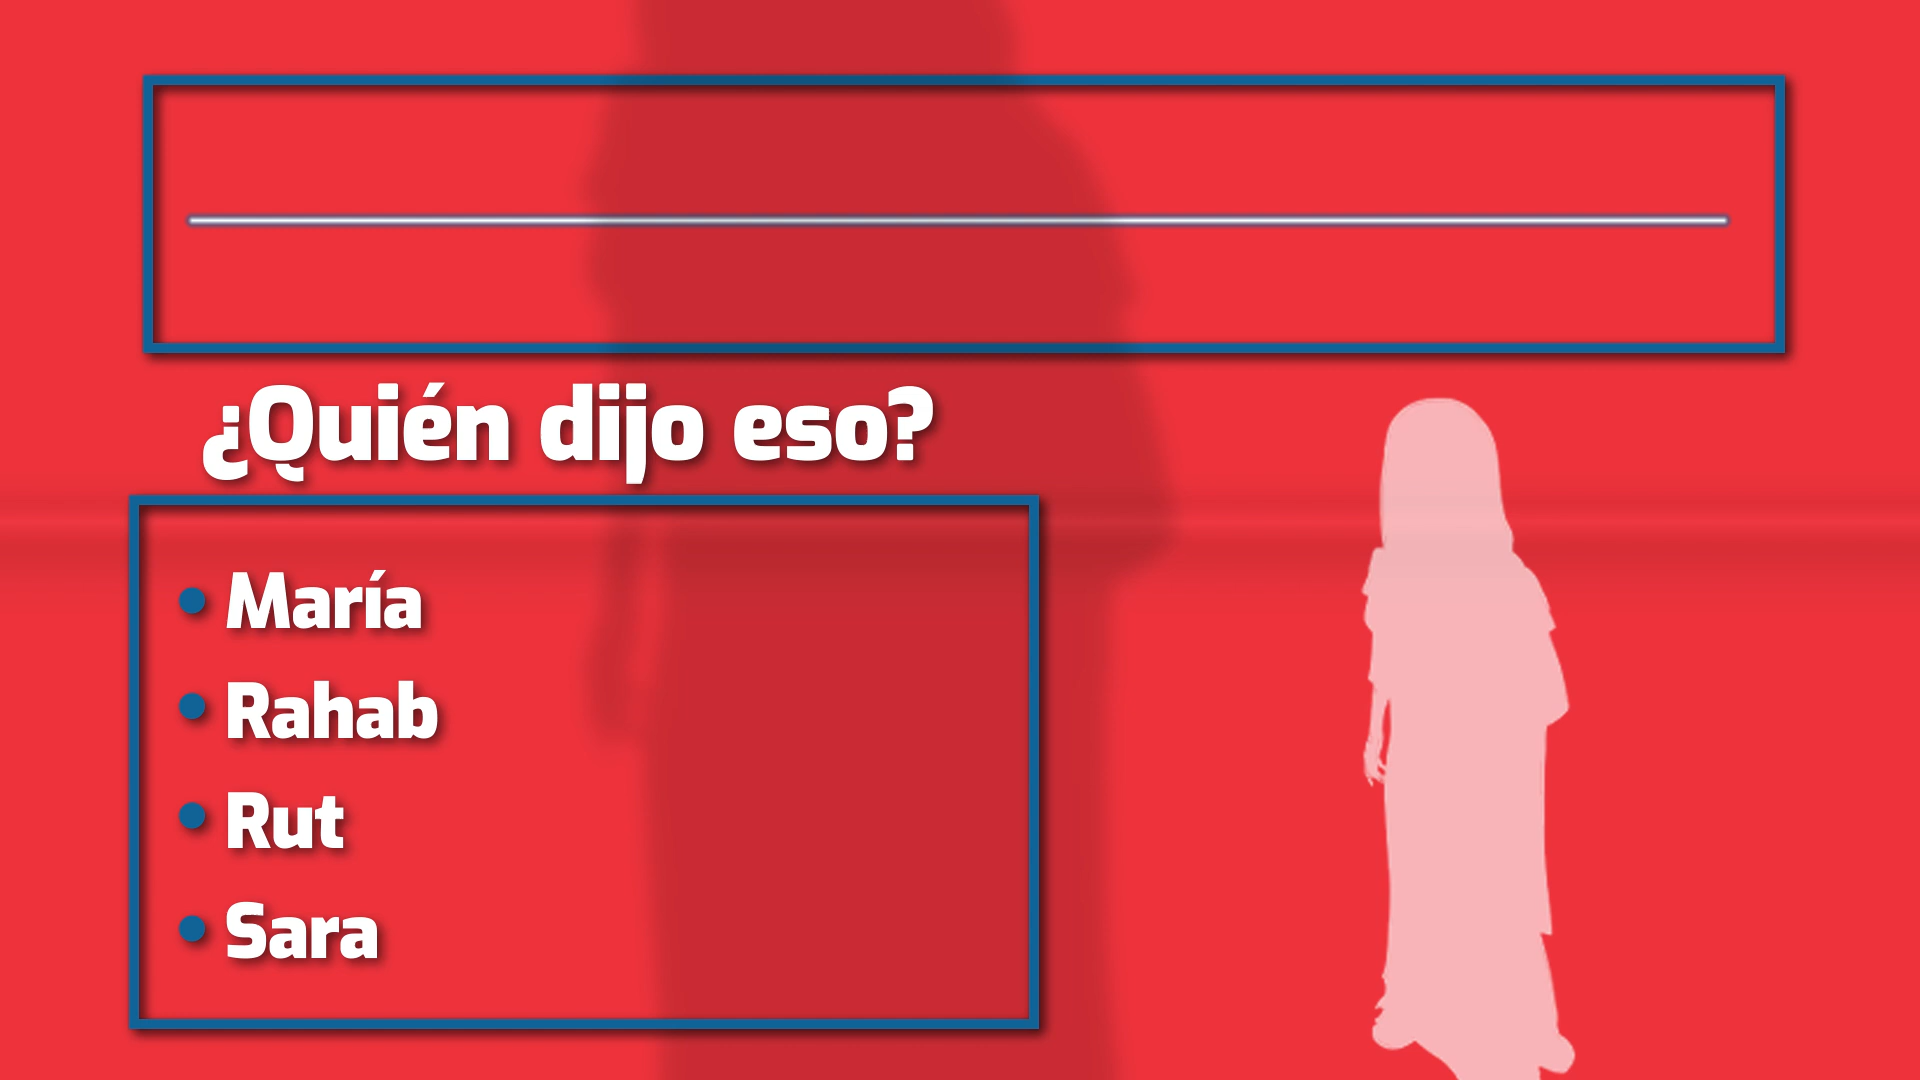 ¿Quién dijo eso?
• María
• Rahab
• Rut
• Sara